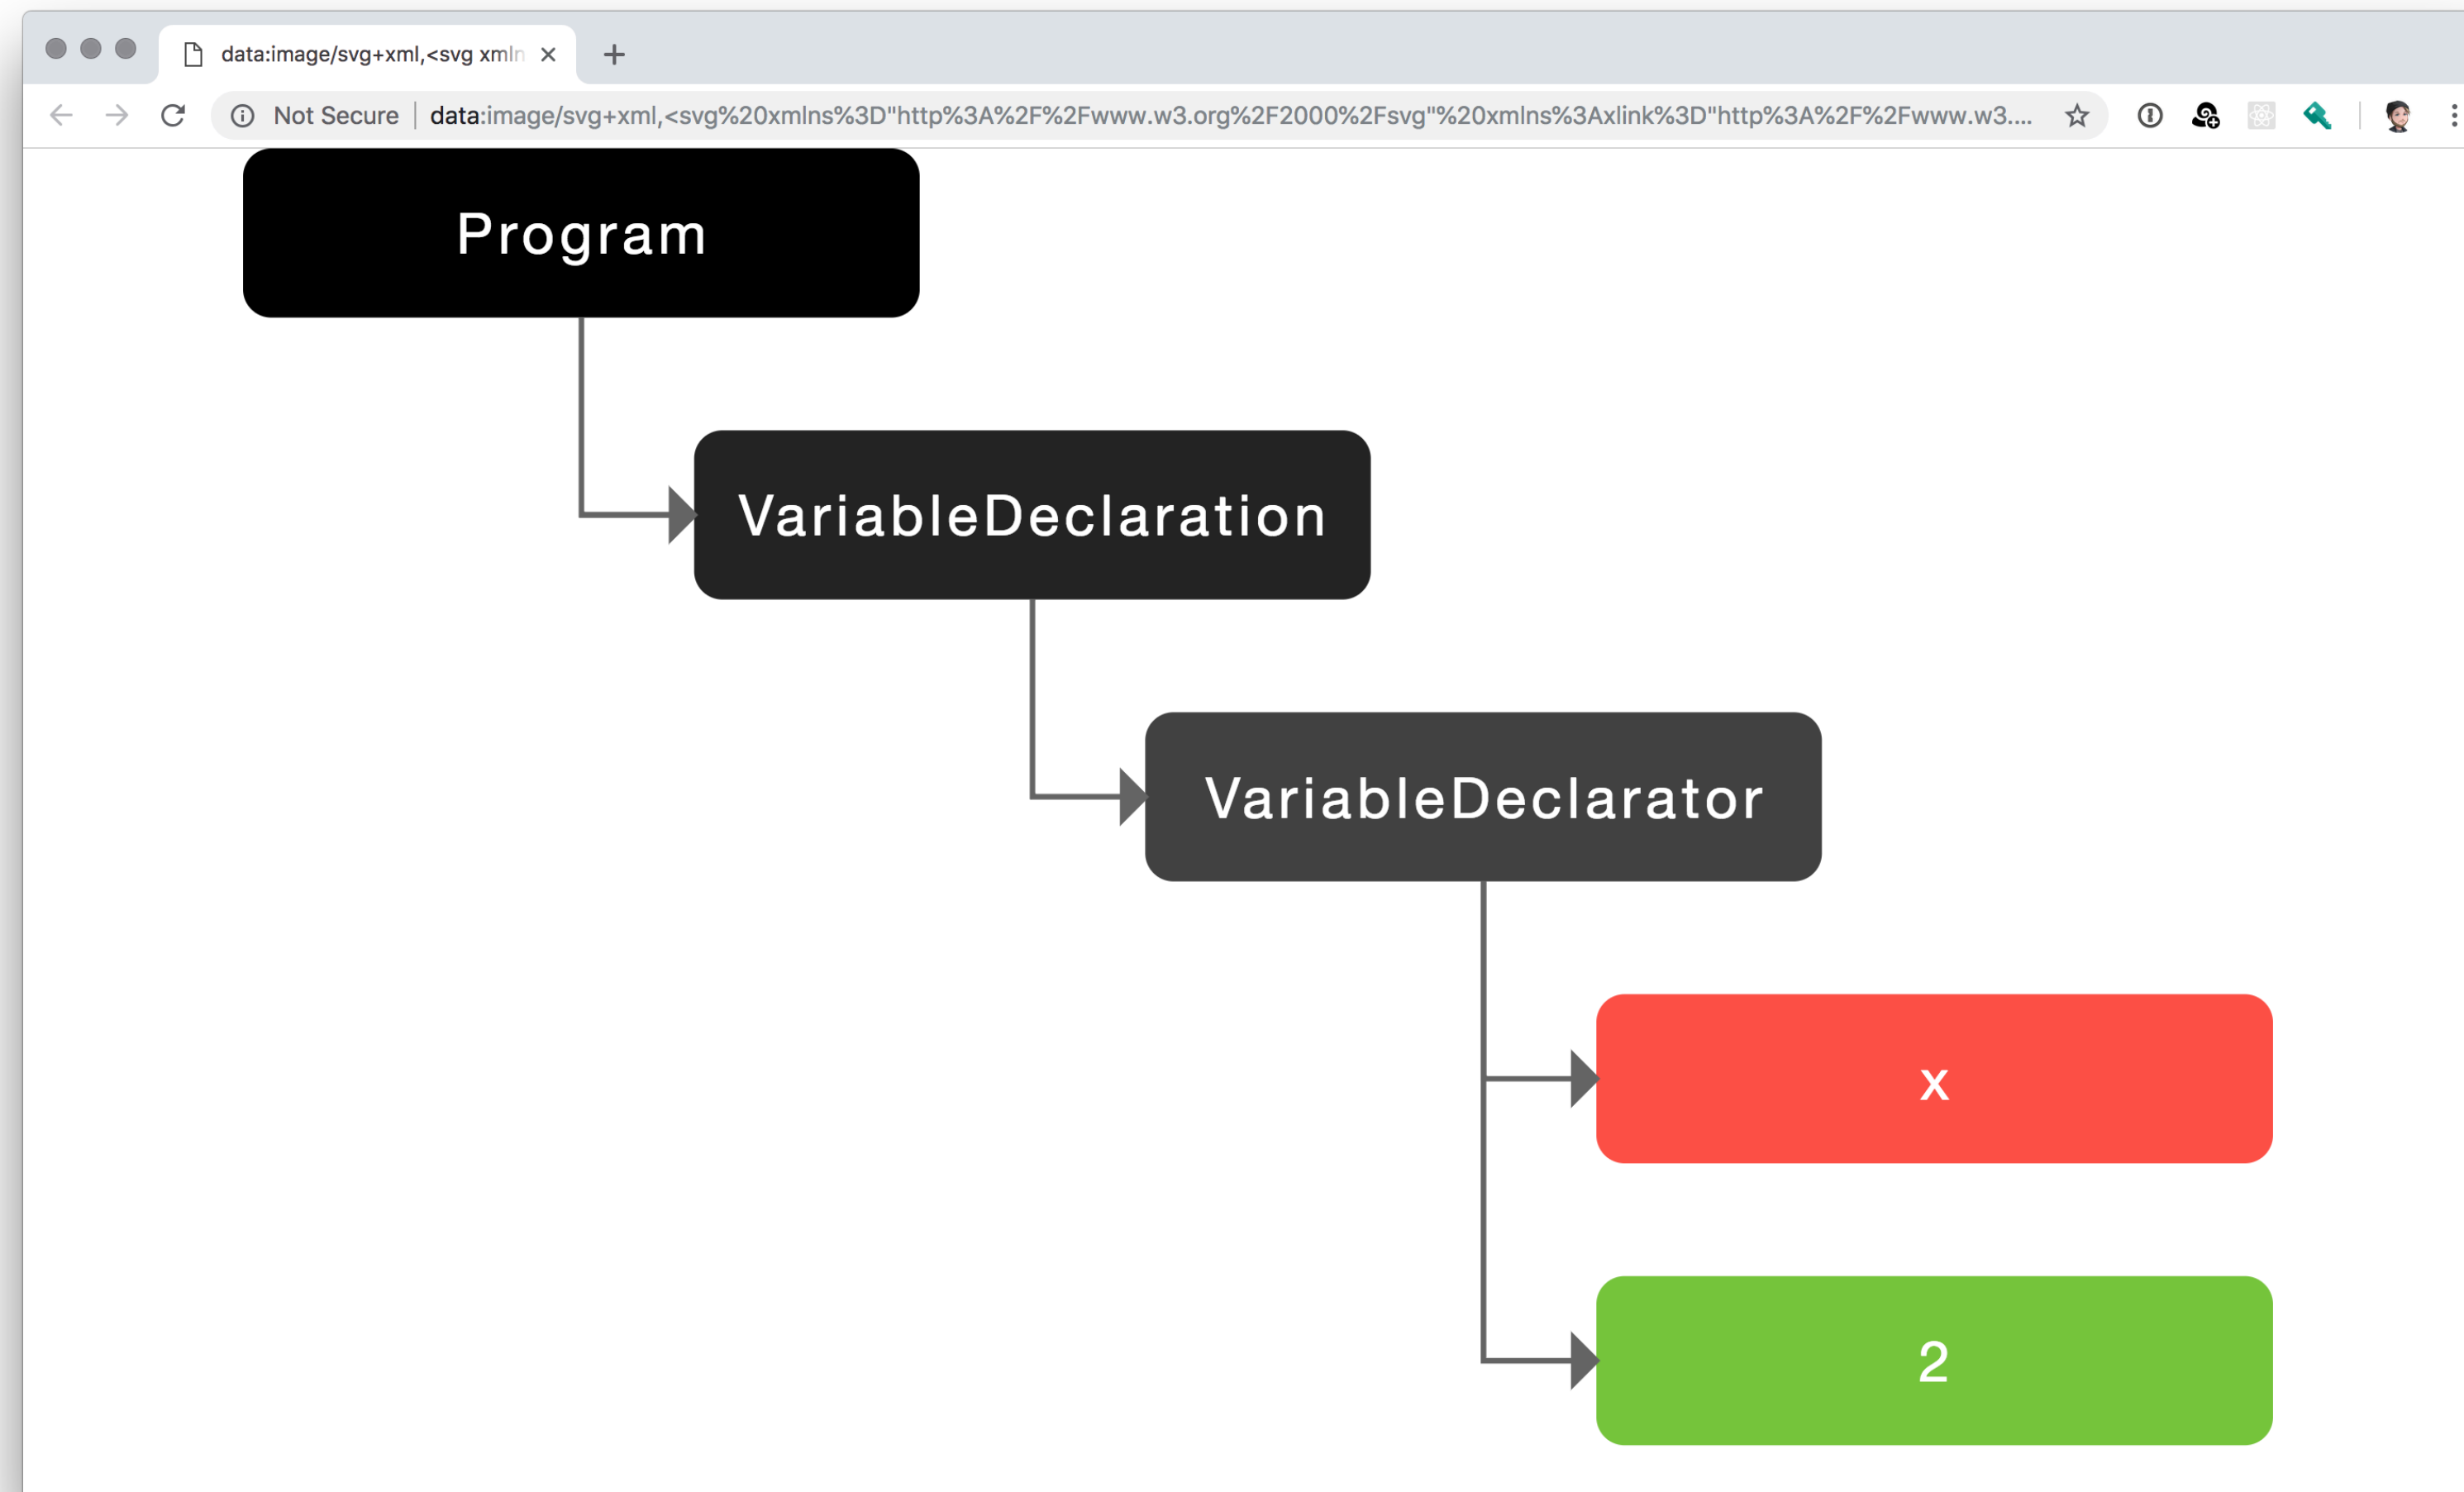 data:image/svg+xml,<svg xmln
Not Secure | data:image/svg+xml,<svg%20xmlns%3D"http%3A%2F%2Fwww.w3.org%2F2000%2Fsvg"%20xmlns%3Axlink%3D"http%3A%2F%2Fwww.w3....
Program
VariableDeclaration
VariableDeclarator
x
2